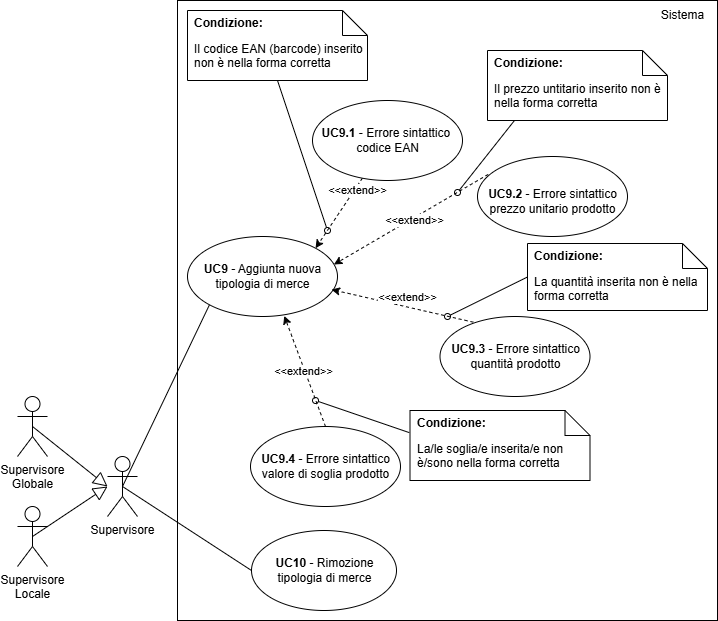 Sistema
Condizione:
Il codice EAN (barcode) inserito
non è nella forma corretta
Condizione:
Il prezzo untitario inserito non è
nella forma corretta
UC9.1 - Errore sintattico
codice EAN
<<extend>>
UC9.2 - Errore sintattico
prezzo unitario prodotto
<<extend>>
UC9 - Aggiunta nuova
tipologia di merce
Condizione:
La quantità inserita non è nella
forma corretta
<<extend>>
UC9.3 - Errore sintattico
quantità prodotto
<<extend>>
Condizione:
La/le soglia/e inserita/e non
è/sono nella forma corretta
UC9.4 - Errore sintattico
valore di soglia prodotto
Supervisore
Globale
Supervisore
UC10 - Rimozione
tipologia di merce
Supervisore
Locale